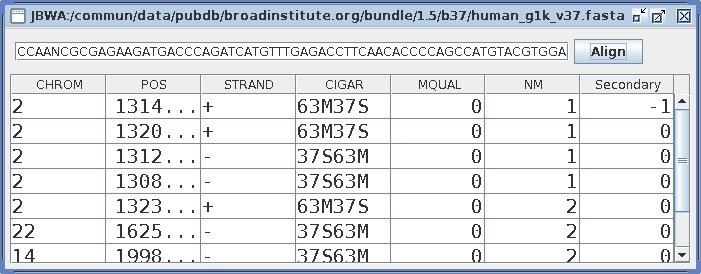 JBWA:/commun/data/pubdb/broadinstitute.org/bundle/1.5/b37/human_g1k_v37.fasta
CCAANCGCGAGAAGATGACCCAGATCATGTTTGAGACCTTCAACACCCCAGCCATGTACGTGGA Align
CHROM POS STRAND CIGAR MQUAL NM Secondary
2 1314... + 63M37S 0 1 -1
2 1320... + 63M37S 0 1 0
2 1312... - 37S63M 0 1 0
2 1308... - 37S63M 0 1 0
2 1323... + 63M37S 0 2 0
22 1625... - 37S63M 0 2 0
14 1998... - 37S63M 0 2 0